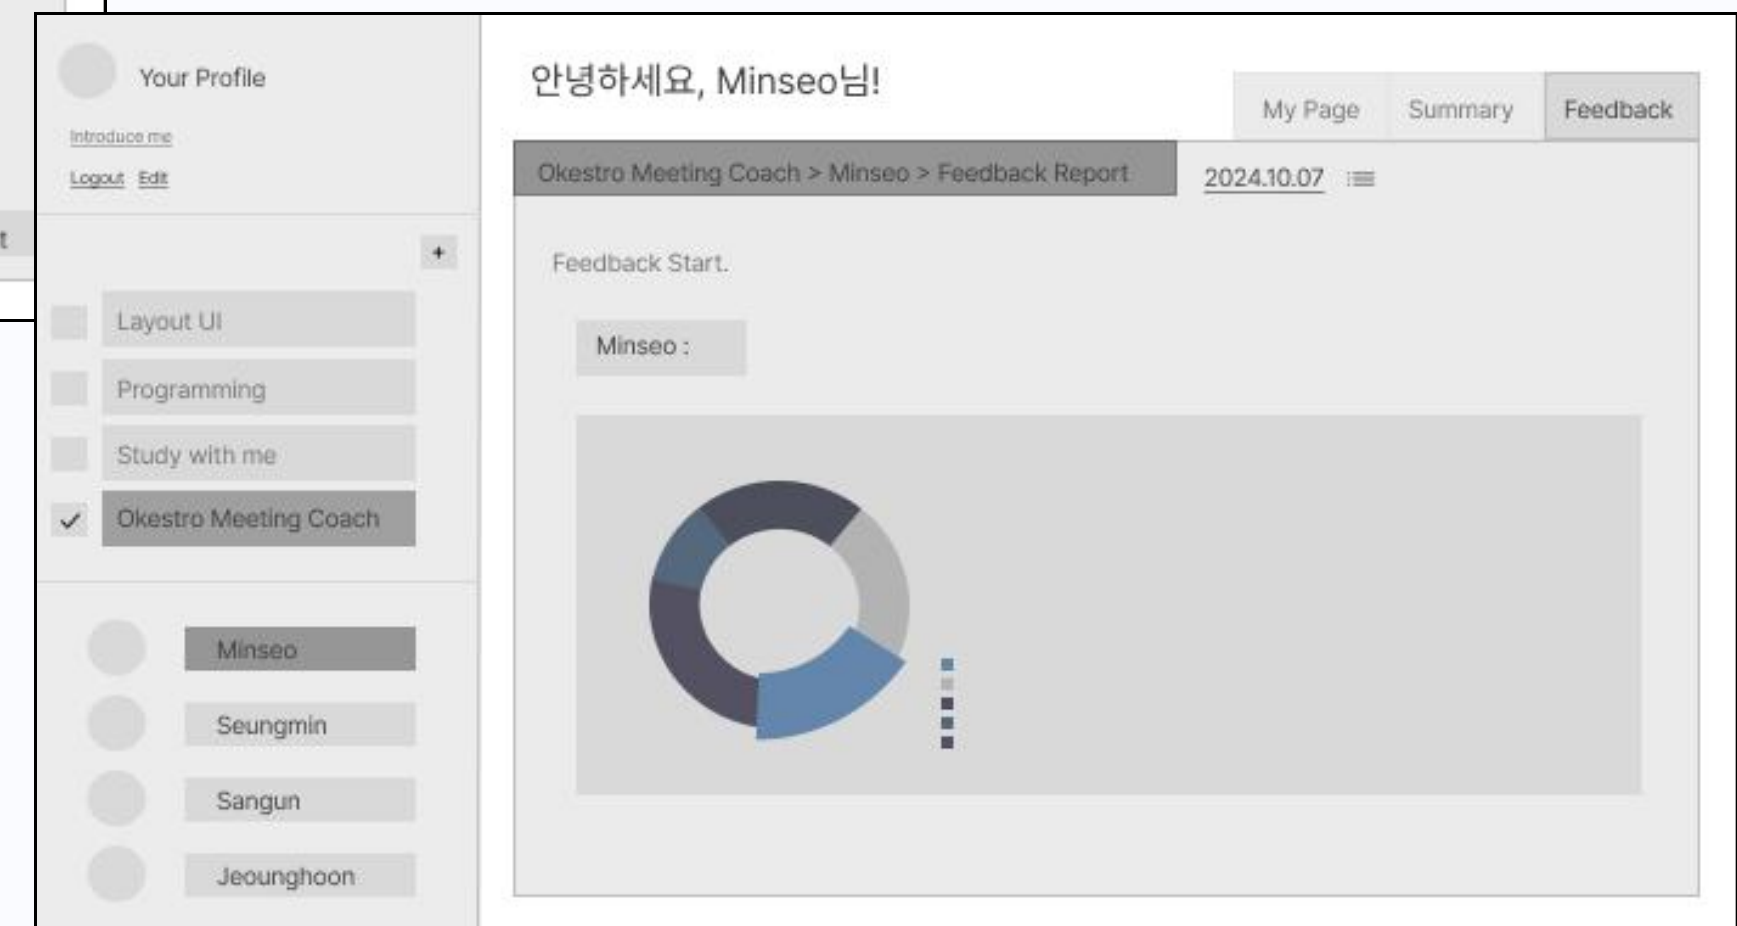 Your Profile
Introduce me
Logout Edit
+
Layout UI
Programming
Study with me
Okestro Meeting Coach
Minseo
Seungmin
Sangun
Jeounghoon
안녕하세요, Minseo님!
My Page Summary Feedback
Okestro Meeting Coach > Minseo > Feedback Report
2024.10.07
Feedback Start.
Minseo :